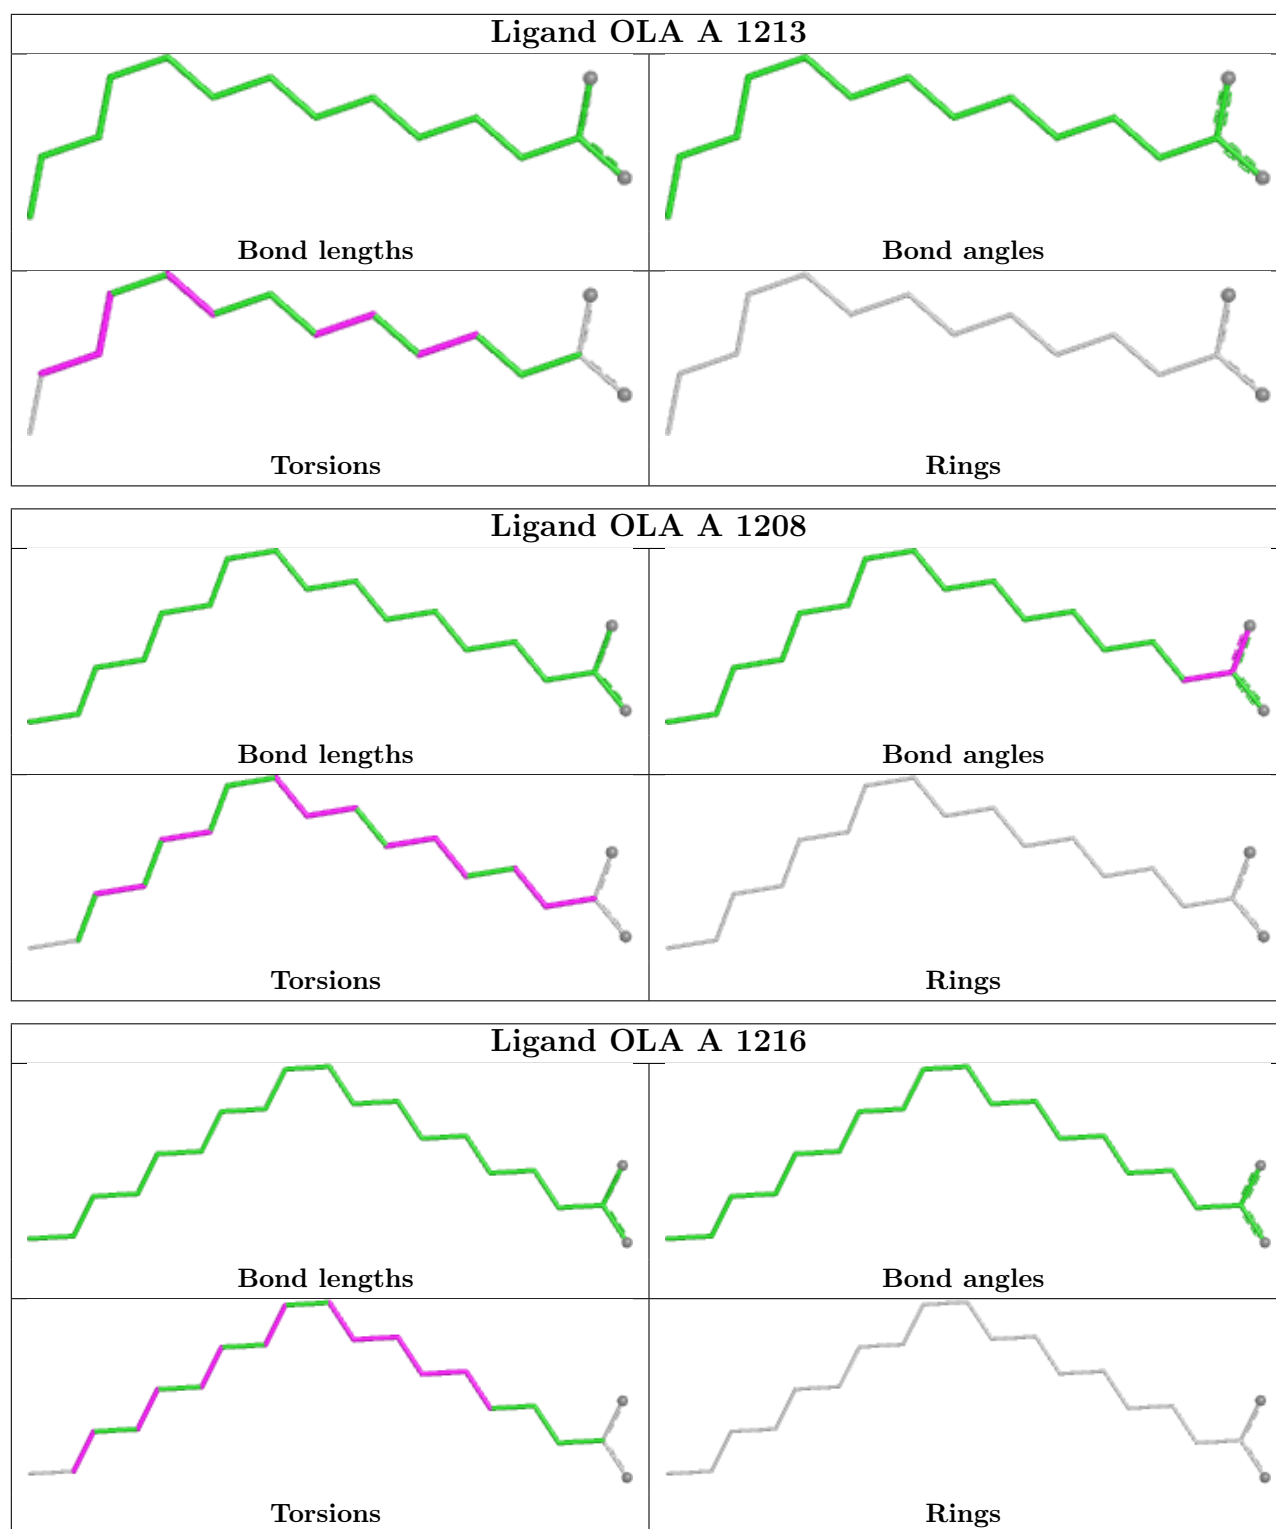 Ligand OLA A 1213
Bond lengths
Bond angles
Torsions
Rings
Ligand OLA A 1208
Bond lengths
Bond angles
Torsions
Rings
Ligand OLA A 1216
Bond lengths
Bond angles
Torsions
Rings